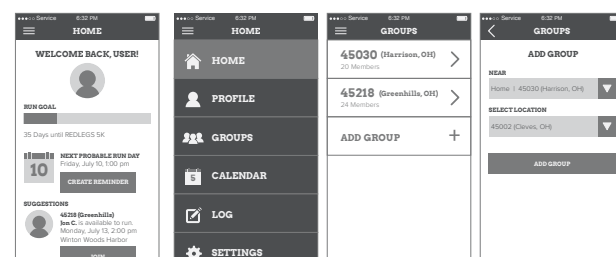 Service 6:32 PM
HOME
WELCOME BACK, USER!
RUN GOAL
35 Days until REDLEGS 5K
10
NEXT PROBABLE RUN DAY
Friday, July 10, 1:00 pm
CREATE REMINDER
SUGGESTIONS
45218 (Greenhills)
Jon C. is available to run.
Monday, July 13, 2:00 pm
Winton Woods Harbor
JOIN
Service 6:32 PM
HOME
HOME
PROFILE
GROUPS
5
CALENDAR
LOG
SETTINGS
Service 6:32 PM
GROUPS
45030 (Harrison, OH)
20 Members
45218 (Greenhills, OH)
24 Members
ADD GROUP +
Service 6:32 PM
GROUPS
ADD GROUP
NEAR
Home | 45030 (Harrison, OH)
SELECT LOCATION
45002 (Cleves, OH)
ADD GROUP